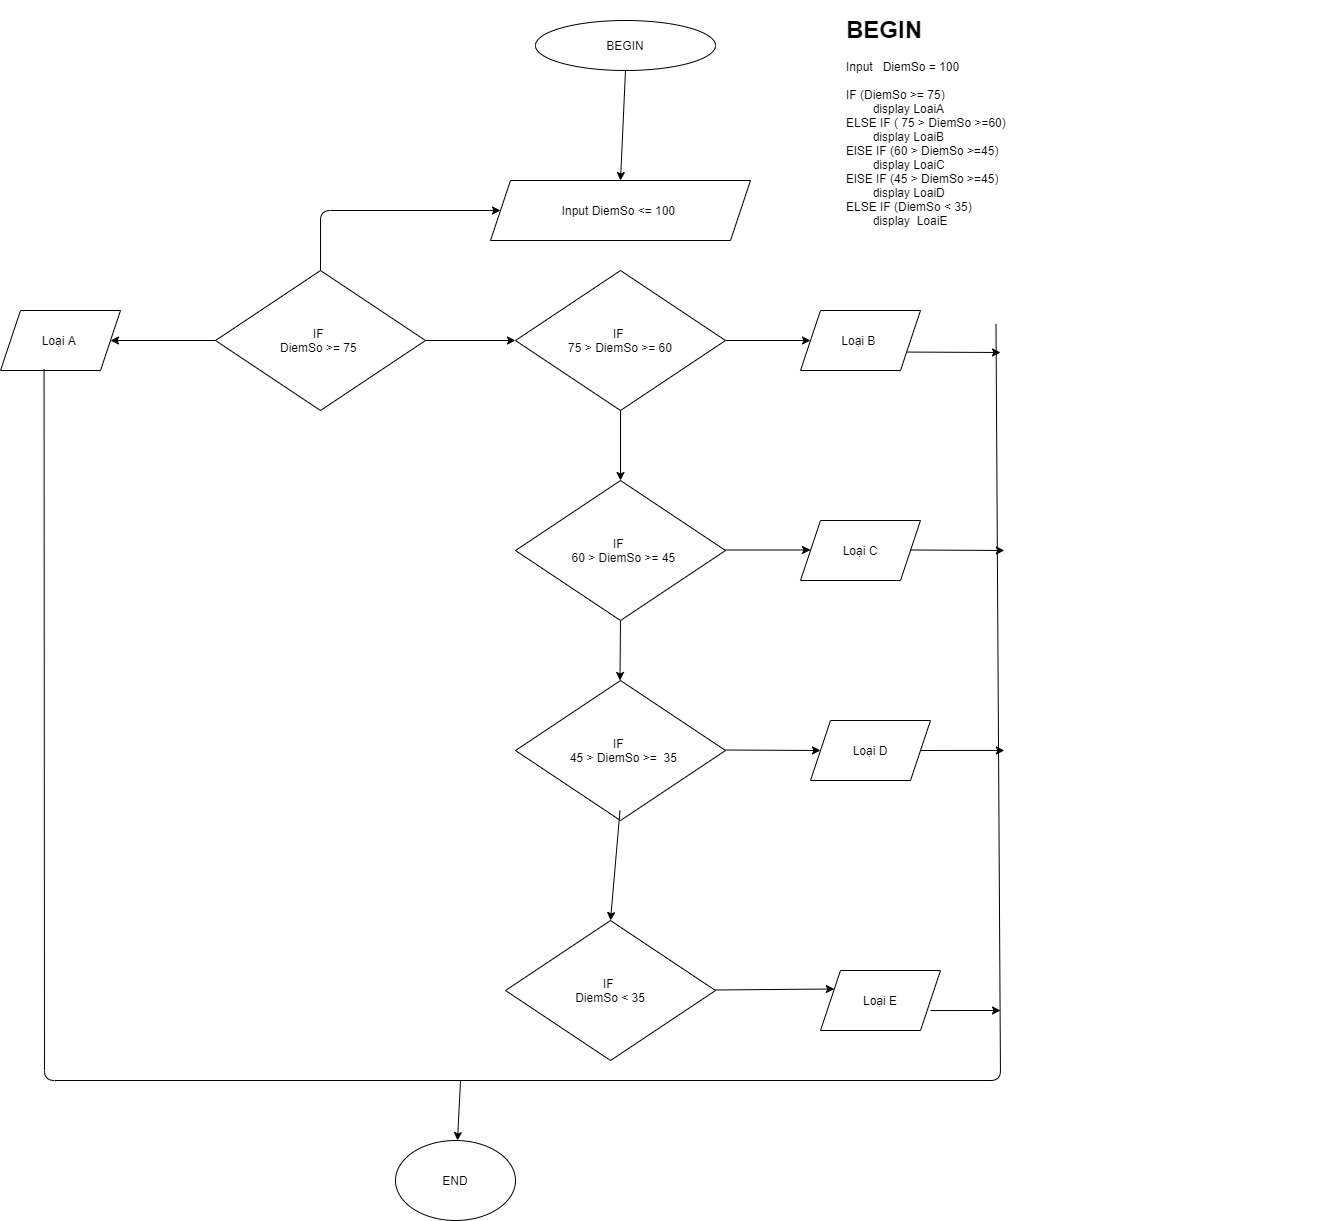 BEGIN
BEGIN
Input DiemSo = 100
IF (DiemSo >= 75)
display LoaiA
ELSE IF ( 75 > DiemSo >=60)
display LoaiB
EISE IF (60 > DiemSo >=45)
display LoaiC
EISE IF (45 > DiemSo >=45)
display LoaiD
ELSE IF (DiemSo < 35)
display LoaiE
Input DiemSo <= 100
Loại A
IF
DiemSo >= 75
IF
75 > DiemSo >= 60
Loại B
IF
60 > DiemSo >= 45
Loại C
IF
45 > DiemSo >= 35
Loại D
IF
DiemSo < 35
Loại E
END